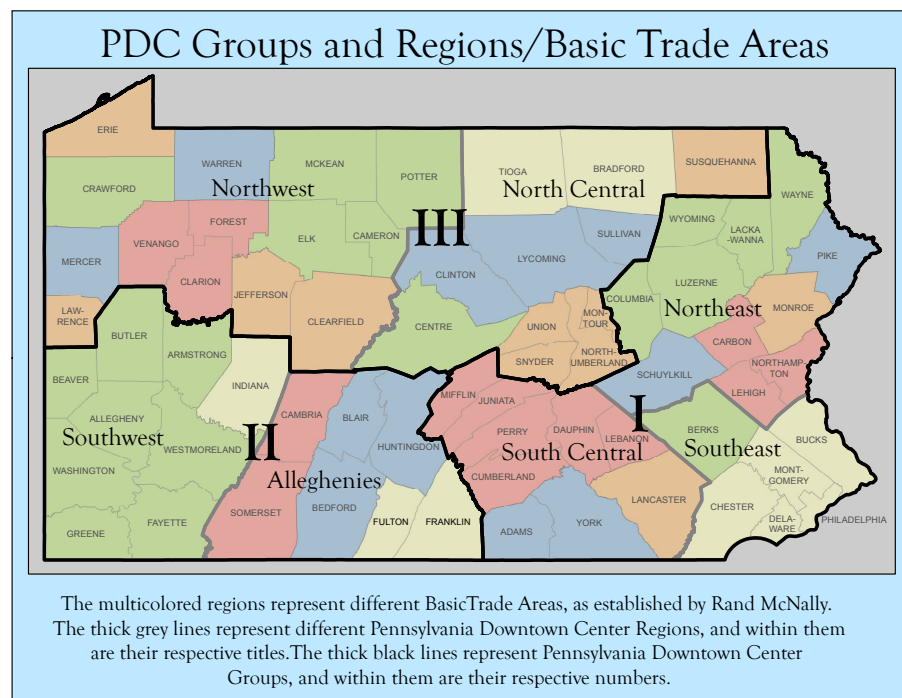 PDC Groups and Regions/Basic Trade Areas
ERIE
WARREN
MCKEAN
POTTER
TIOGA
BRADFORD
SUSQUEHANNA
CRAWFORD
Northwest
North Central
WAYNE
WYOMING
LACKA
-WANNA
FOREST
VENANGO
ELK
CAMERON
III
SULLIVAN
MERCER
CLARION
CLINTON
LYCOMING
PIKE
LUZERNE
JEFFERSON
COLUMBIA
Northeast
MONROE
LAW-
RENCE
CLEARFIELD
CENTRE
UNION
MON-
TOUR
BUTLER
CARBON
ARMSTRONG
SNYDER
NORTH-
UMBERLAND
SCHUYLKILL
NORTHAMP-
TON
BEAVER
INDIANA
LEHIGH
MIFFLIN
JUNIATA
CAMBRIA
BLAIR
ALLEGHENY
I
Southwest
WESTMORELAND
II
HUNTINGDON
PERRY
DAUPHIN
LEBANON
BERKS
BUCKS
South Central
Southeast
WASHINGTON
Alleghenies
CUMBERLAND
MONT-
GOMERY
SOMERSET
BEDFORD
LANCASTER
CHESTER
GREENE
FAYETTE
FULTON
FRANKLIN
ADAMS
YORK
DELA-
WARE
PHILADELPHIA
The multicolored regions represent different BasicTrade Areas, as established by Rand McNally.
The thick grey lines represent different Pennsylvania Downtown Center Regions, and within them
are their respective titles.The thick black lines represent Pennsylvania Downtown Center
Groups, and within them are their respective numbers.